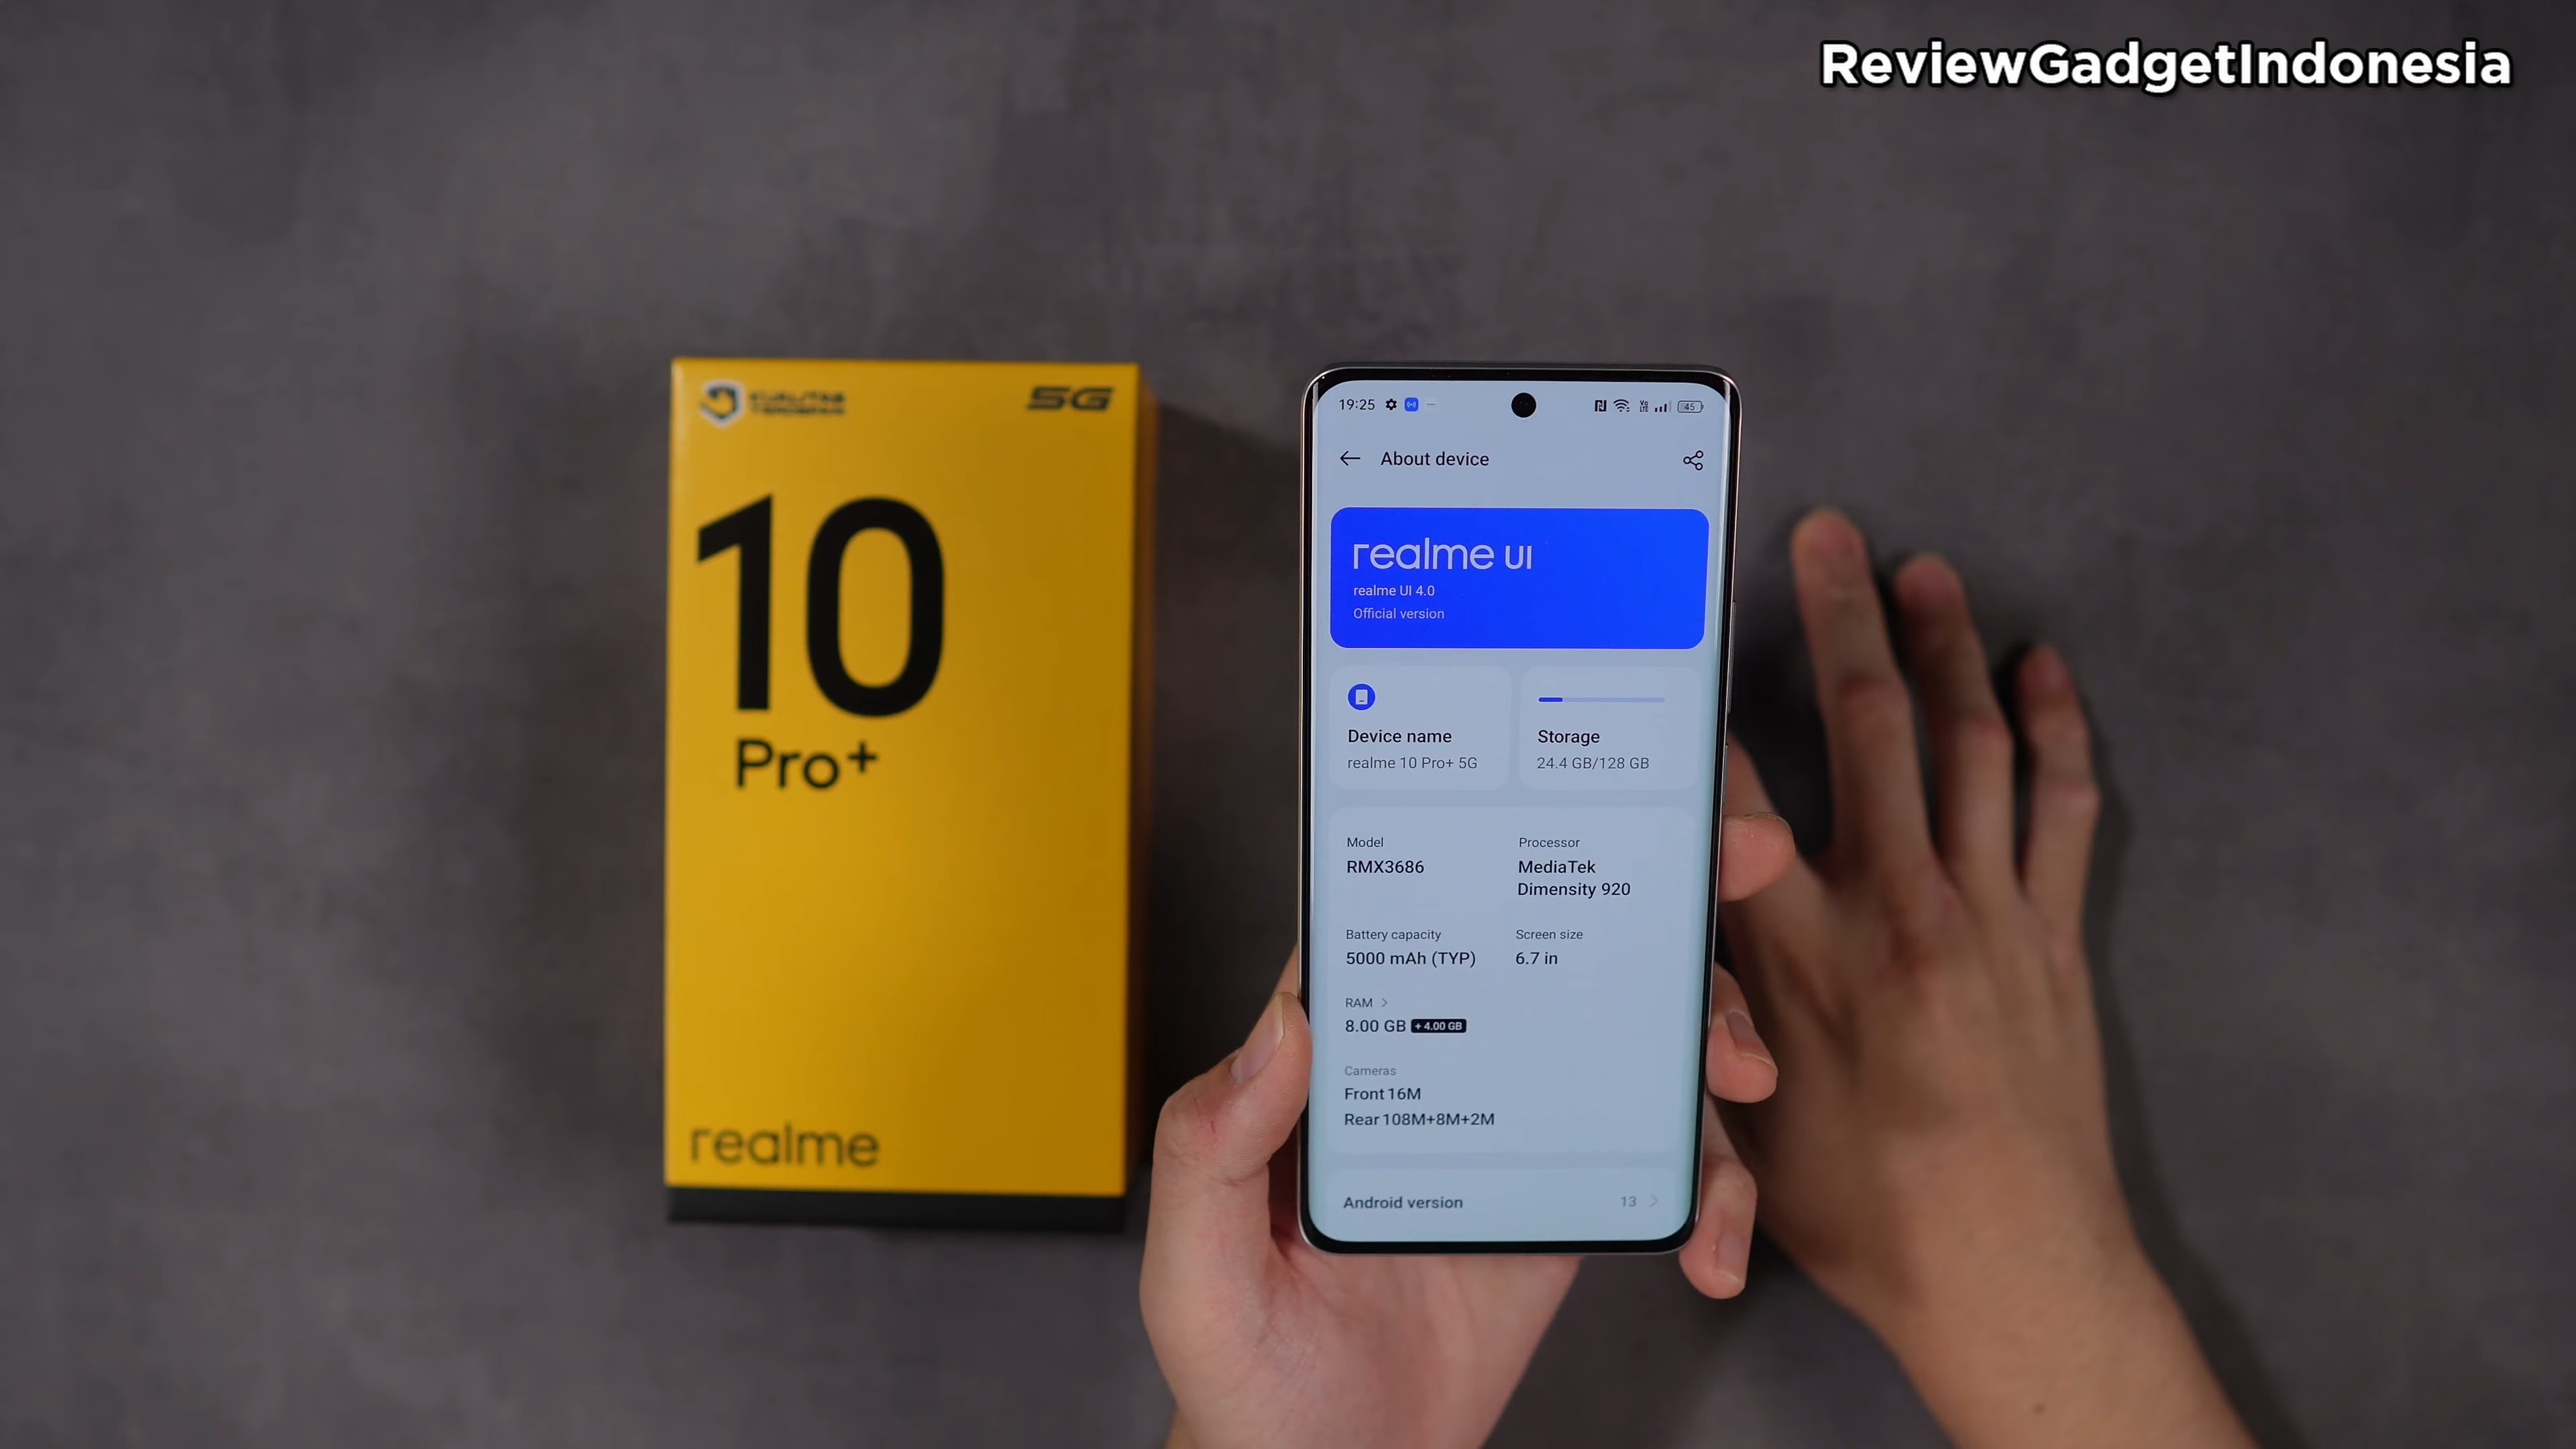 ReviewGadgetIndonesia
5G
10
Pro+
realme
19:25
45
About device
realme UI
realme UI 4.0
Official version
Device name
realme 10 Pro+ 5G
Storage
24.4 GB/128 GB
Model
RMX3686
Processor
MediaTek
Dimensity 920
Battery capacity
5000 mAh (TYP)
Screen size
6.7 in
RAM
8.00 GB + 4.00 GB
Cameras
Front 16M
Rear 108M+8M+2M
Android version 13